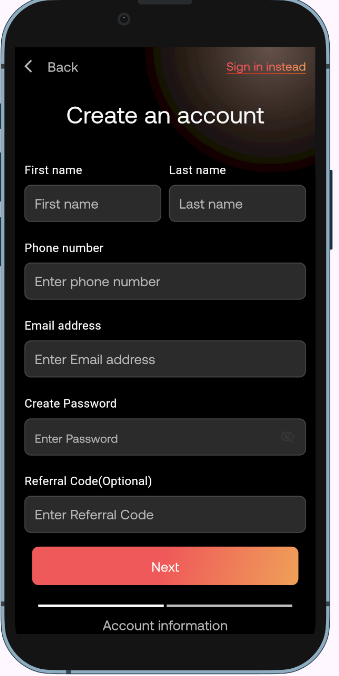 Back
Sign in instead
Create an account
First name Last name
First name Last name
Phone number
Enter phone number
Email address
Enter Email address
Create Password
Enter Password
Referral Code(Optional)
Enter Referral Code
Next
Account information